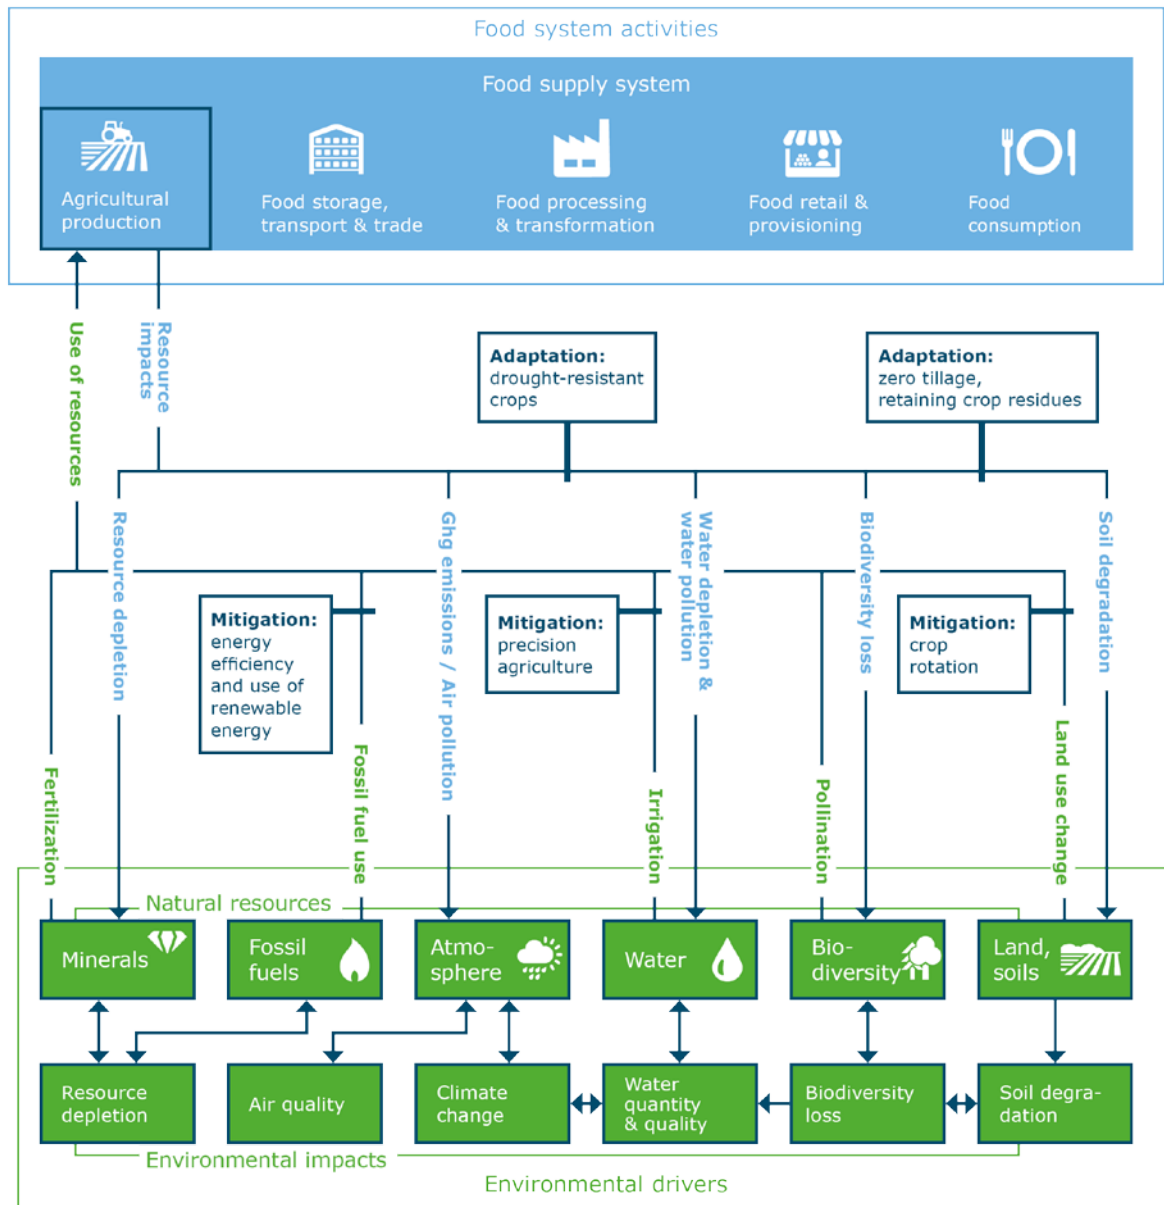 Food system activities
Food supply system
Agricultural
production
Food storage,
transport & trade
Food processing
& transformation
Food retail &
provisioning
Food
consumption
Use of resources
Resource
impacts
Adaptation:
drought-resistant
crops
Adaptation:
zero tillage,
retaining crop residues
Resource depletion
Ghg emissions / Air pollution
Water depletion &
water pollution
Biodiversity loss
Soil degradation
Mitigation:
energy
efficiency
and use of
renewable
energy
Mitigation:
precision
agriculture
Mitigation:
crop
rotation
Fertilization
Fossil fuel use
Irrigation
Pollination
Land use change
Natural resources
Minerals
Fossil
fuels
Atmo-
sphere
Water
Bio-
diversity
Land,
soils
Resource
depletion
Air quality
Climate
change
Water
quantity
& quality
Biodiversity
loss
Soil degra-
dation
Environmental impacts
Environmental drivers